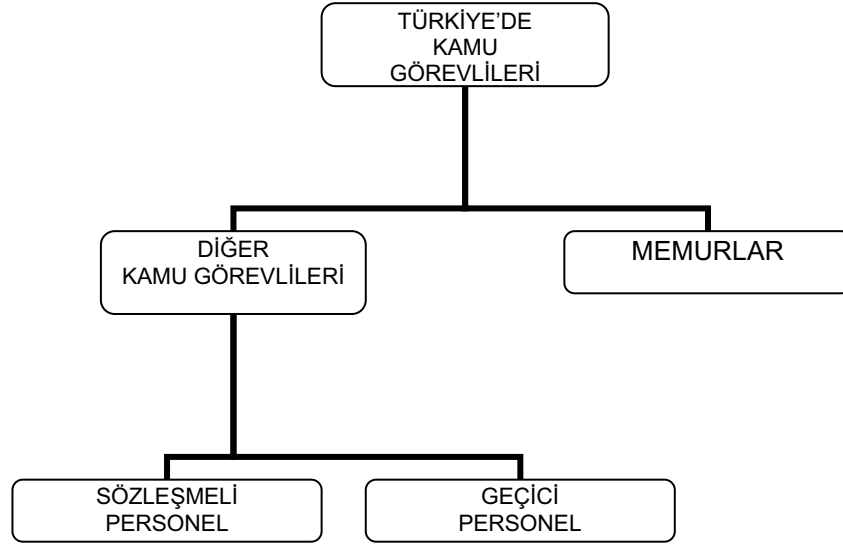 TÜRKİYE’DE
KAMU
GÖREVLİLERİ
DİĞER
KAMU GÖREVLİLERİ
MEMURLAR
SÖZLEŞMELİ
PERSONEL
GEÇİCİ
PERSONEL